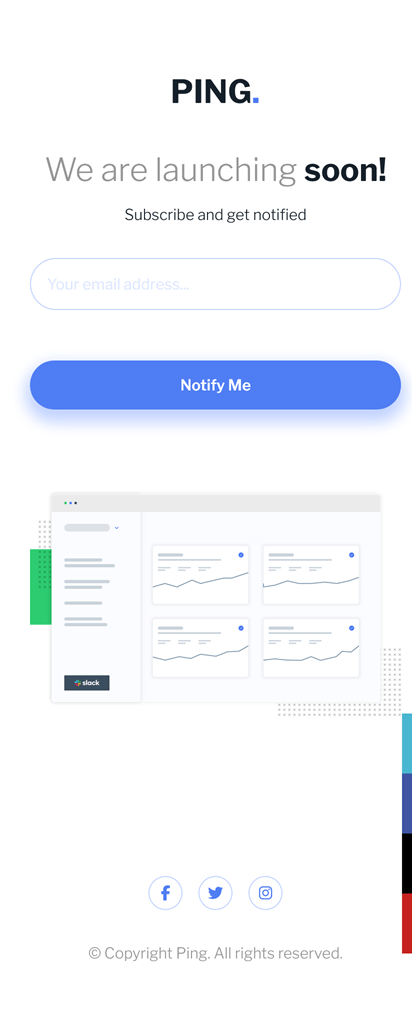 PING.
We are launching soon!
Subscribe and get notified
Your email address...
Notify Me
slack
© Copyright Ping. All rights reserved.